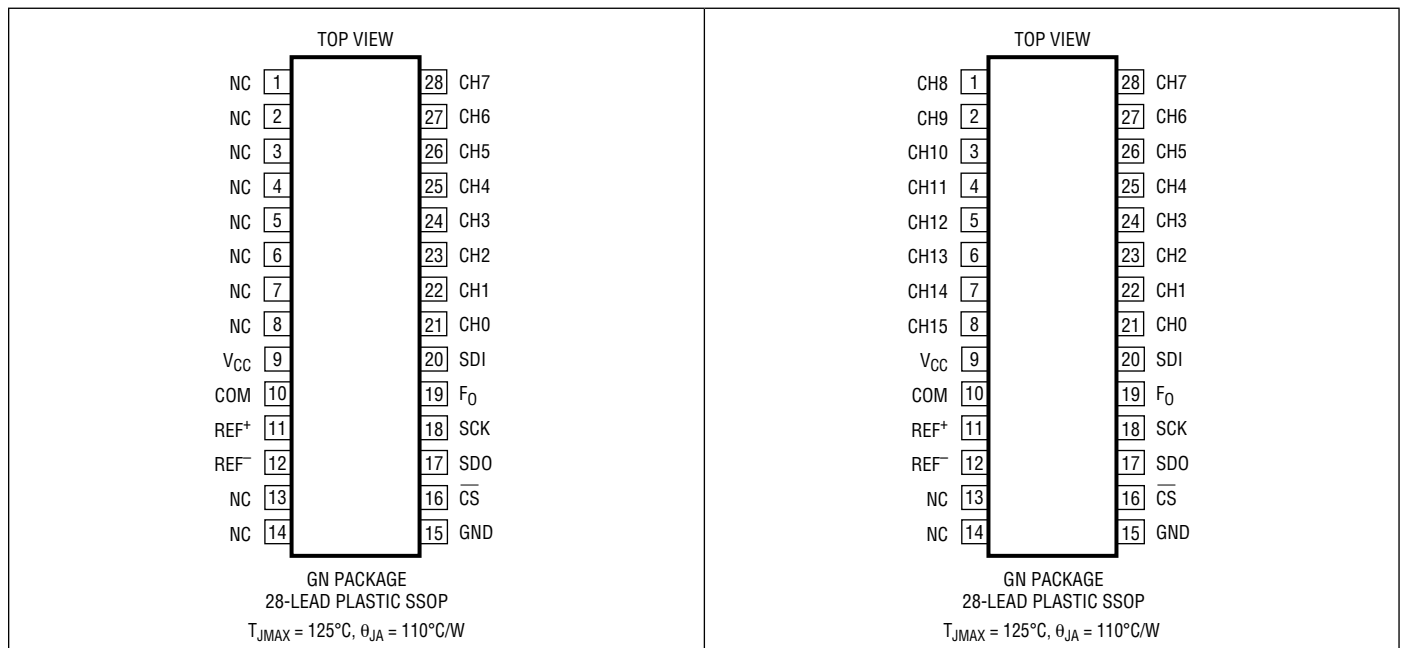 TOP VIEW
NC 1 28 CH7
NC 2 27 CH6
NC 3 26 CH5
NC 4 25 CH4
NC 5 24 CH3
NC 6 23 CH2
NC 7 22 CH1
NC 8 21 CH0
VCC 9 20 SDI
COM 10 19 FO
REF+ 11 18 SCK
REF– 12 17 SDO
NC 13 16 C̅S̅
NC 14 15 GND
GN PACKAGE
28-LEAD PLASTIC SSOP
TJMAX = 125°C, θJA = 110°C/W
TOP VIEW
CH8 1 28 CH7
CH9 2 27 CH6
CH10 3 26 CH5
CH11 4 25 CH4
CH12 5 24 CH3
CH13 6 23 CH2
CH14 7 22 CH1
CH15 8 21 CH0
VCC 9 20 SDI
COM 10 19 FO
REF+ 11 18 SCK
REF– 12 17 SDO
NC 13 16 C̅S̅
NC 14 15 GND
GN PACKAGE
28-LEAD PLASTIC SSOP
TJMAX = 125°C, θJA = 110°C/W